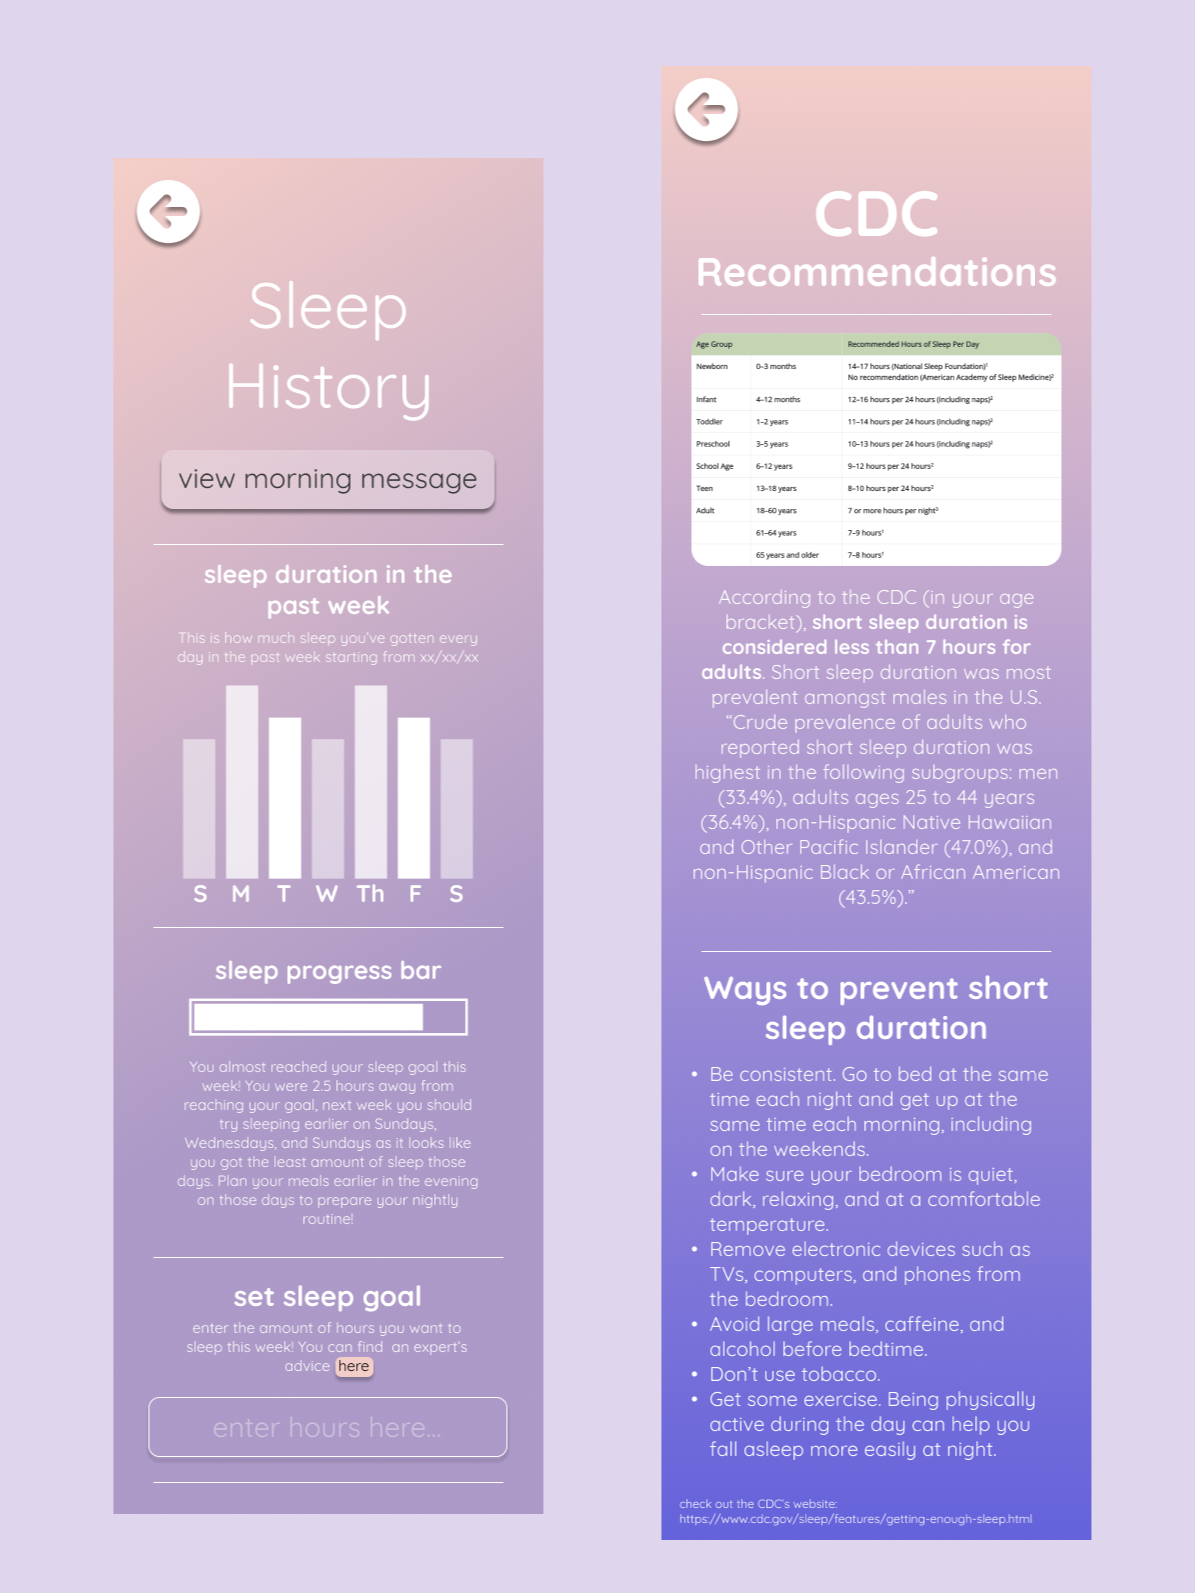 Sleep
History
view morning message
sleep duration in the
past week
This is how much sleep you've gotten every
day in the past week starting from xx/xx/xx
S M T W Th F S
sleep progress bar
You almost reached your sleep goal this
week! You were 2.5 hours away from
reaching your goal, next week you should
try sleeping earlier on Sundays,
Wednesdays, and Sundays as it looks like
you got the least amount of sleep those
days. Plan your meals earlier in the evening
on those days to prepare your nightly
routine!
set sleep goal
enter the amount of hours you want to
sleep this week! You can find an expert's
advice here
enter hours here...
CDC
Recommendations
Age Group Recommended Hours of Sleep Per Day
Newborn 0–3 months 14–17 hours (National Sleep Foundation)¹
No recommendation (American Academy of Sleep Medicine)²
Infant 4–12 months 12–16 hours per 24 hours (including naps)²
Toddler 1–2 years 11–14 hours per 24 hours (including naps)²
Preschool 3–5 years 10–13 hours per 24 hours (including naps)²
School Age 6–12 years 9–12 hours per 24 hours²
Teen 13–18 years 8–10 hours per 24 hours²
Adult 18–60 years 7 or more hours per night³
61–64 years 7–9 hours¹
65 years and older 7–8 hours¹
According to the CDC (in your age
bracket), short sleep duration is
considered less than 7 hours for
adults. Short sleep duration was most
prevalent amongst males in the U.S.
“Crude prevalence of adults who
reported short sleep duration was
highest in the following subgroups: men
(33.4%), adults ages 25 to 44 years
(36.4%), non-Hispanic Native Hawaiian
and Other Pacific Islander (47.0%), and
non-Hispanic Black or African American
(43.5%).”
Ways to prevent short
sleep duration
• Be consistent. Go to bed at the same
time each night and get up at the
same time each morning, including
on the weekends.
• Make sure your bedroom is quiet,
dark, relaxing, and at a comfortable
temperature.
• Remove electronic devices such as
TVs, computers, and phones from
the bedroom.
• Avoid large meals, caffeine, and
alcohol before bedtime.
• Don't use tobacco.
• Get some exercise. Being physically
active during the day can help you
fall asleep more easily at night.
check out the CDC's website:
https://www.cdc.gov/sleep/features/getting-enough-sleep.html